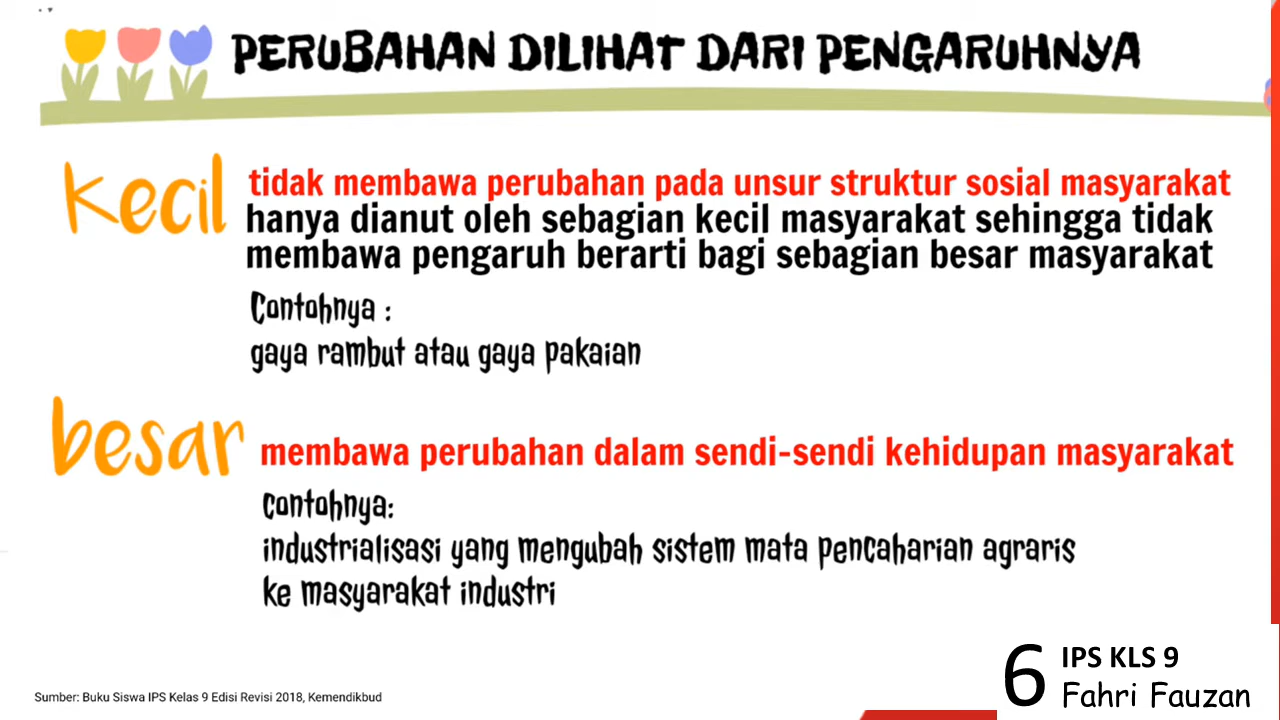 PERUBAHAN DILIHAT DARI PENGARUHNYA
kecil
tidak membawa perubahan pada unsur struktur sosial masyarakat
hanya dianut oleh sebagian kecil masyarakat sehingga tidak
membawa pengaruh berarti bagi sebagian besar masyarakat
Contohnya :
gaya rambut atau gaya pakaian
besar
membawa perubahan dalam sendi-sendi kehidupan masyarakat
Contohnya:
industrialisasi yang mengubah sistem mata pencaharian agraris
ke masyarakat industri
Sumber: Buku Siswa IPS Kelas 9 Edisi Revisi 2018, Kemendikbud
6
IPS KLS 9
Fahri Fauzan